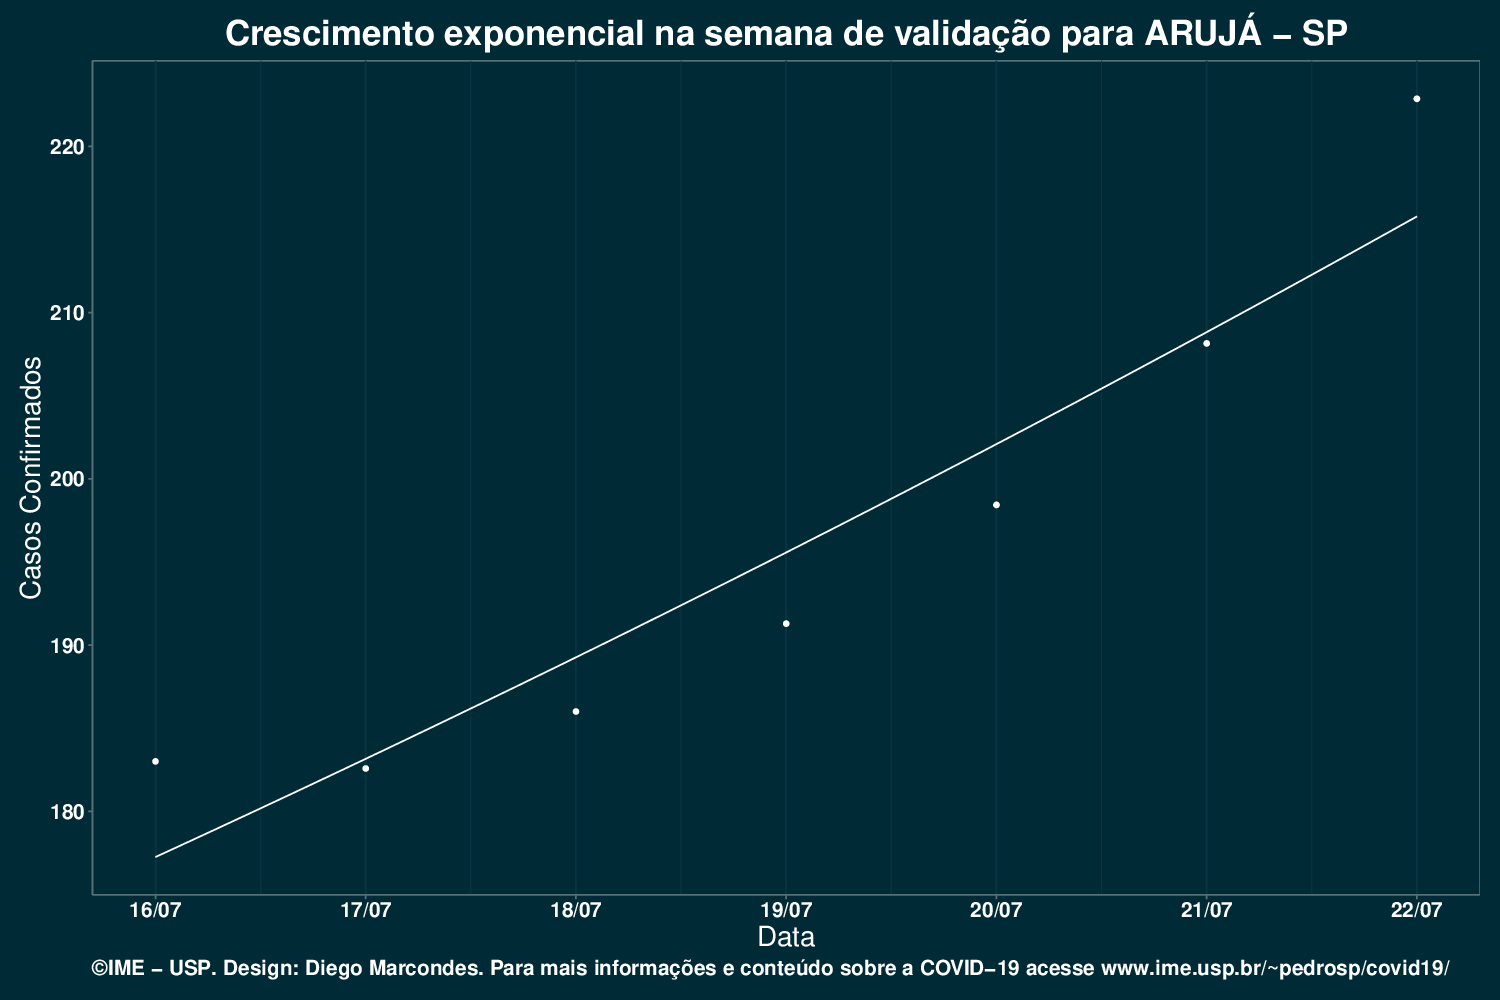 Crescimento exponencial na semana de validação para ARUJÁ − SP
220
210
200
190
180
Casos Confirmados
16/07 17/07 18/07 19/07 20/07 21/07 22/07
Data
©IME − USP. Design: Diego Marcondes. Para mais informações e conteúdo sobre a COVID−19 acesse www.ime.usp.br/~pedrosp/covid19/